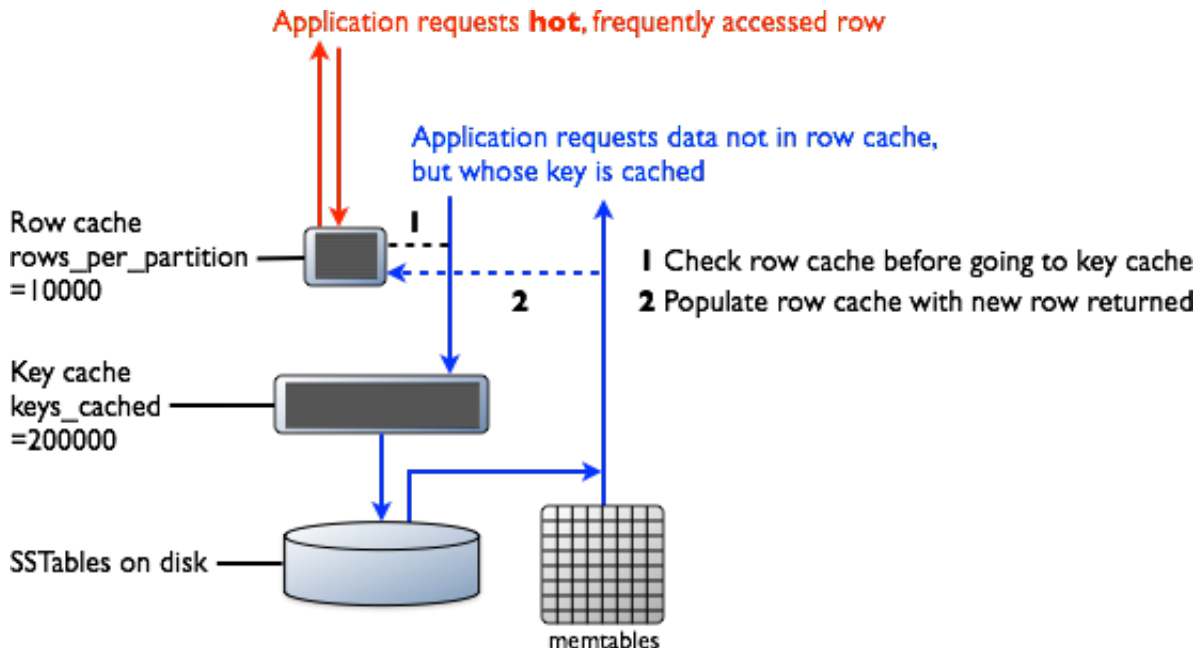 Application requests hot, frequently accessed row
Application requests data not in row cache,
but whose key is cached
Row cache
rows_per_partition
=10000
1
2
1 Check row cache before going to key cache
2 Populate row cache with new row returned
Key cache
keys_cached
=200000
SSTables on disk
memtables